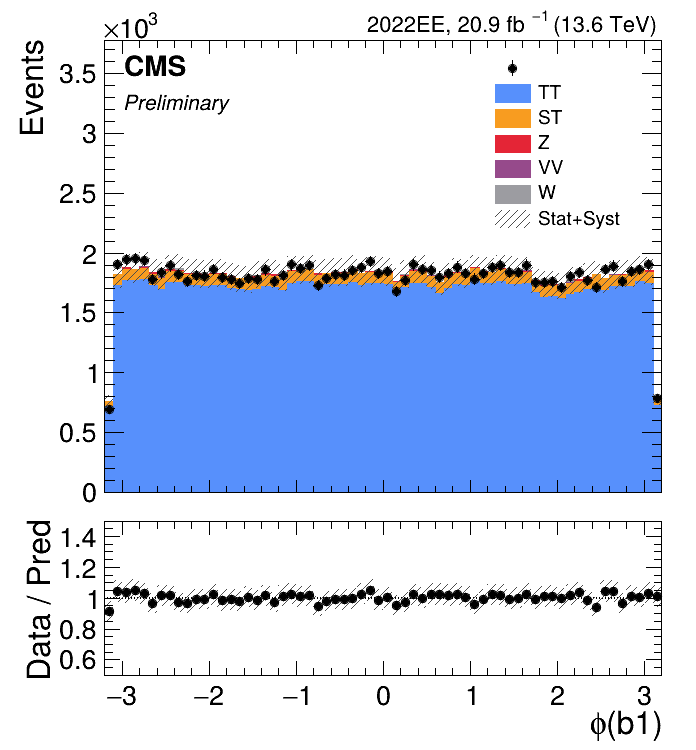 ×10³
2022EE, 20.9 fb⁻¹ (13.6 TeV)
Events
CMS
Preliminary
TT
ST
Z
VV
W
Stat+Syst
3.5
3
2.5
2
1.5
1
0.5
0
Data / Pred
1.4
1.2
1
0.8
0.6
−3 −2 −1 0 1 2 3
ϕ(b1)